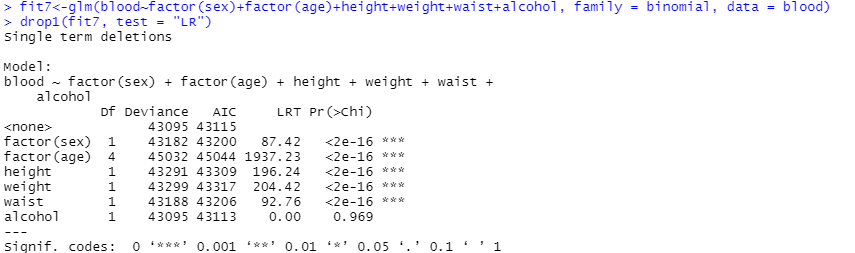 > fit7<-glm(blood~factor(sex)+factor(age)+height+weight+waist+alcohol, family = binomial, data = blood)
> drop1(fit7, test = "LR")
Single term deletions
Model:
blood ~ factor(sex) + factor(age) + height + weight + waist +
    alcohol
            Df Deviance   AIC     LRT Pr(>Chi)
<none>           43095 43115
factor(sex)  1    43182 43200   87.42   <2e-16 ***
factor(age)  4    45032 45044 1937.23   <2e-16 ***
height       1    43291 43309  196.24   <2e-16 ***
weight       1    43299 43317  204.42   <2e-16 ***
waist        1    43188 43206   92.76   <2e-16 ***
alcohol      1    43095 43113    0.00    0.969
---
Signif. codes:  0 ‘***’ 0.001 ‘**’ 0.01 ‘*’ 0.05 ‘.’ 0.1 ‘ ’ 1